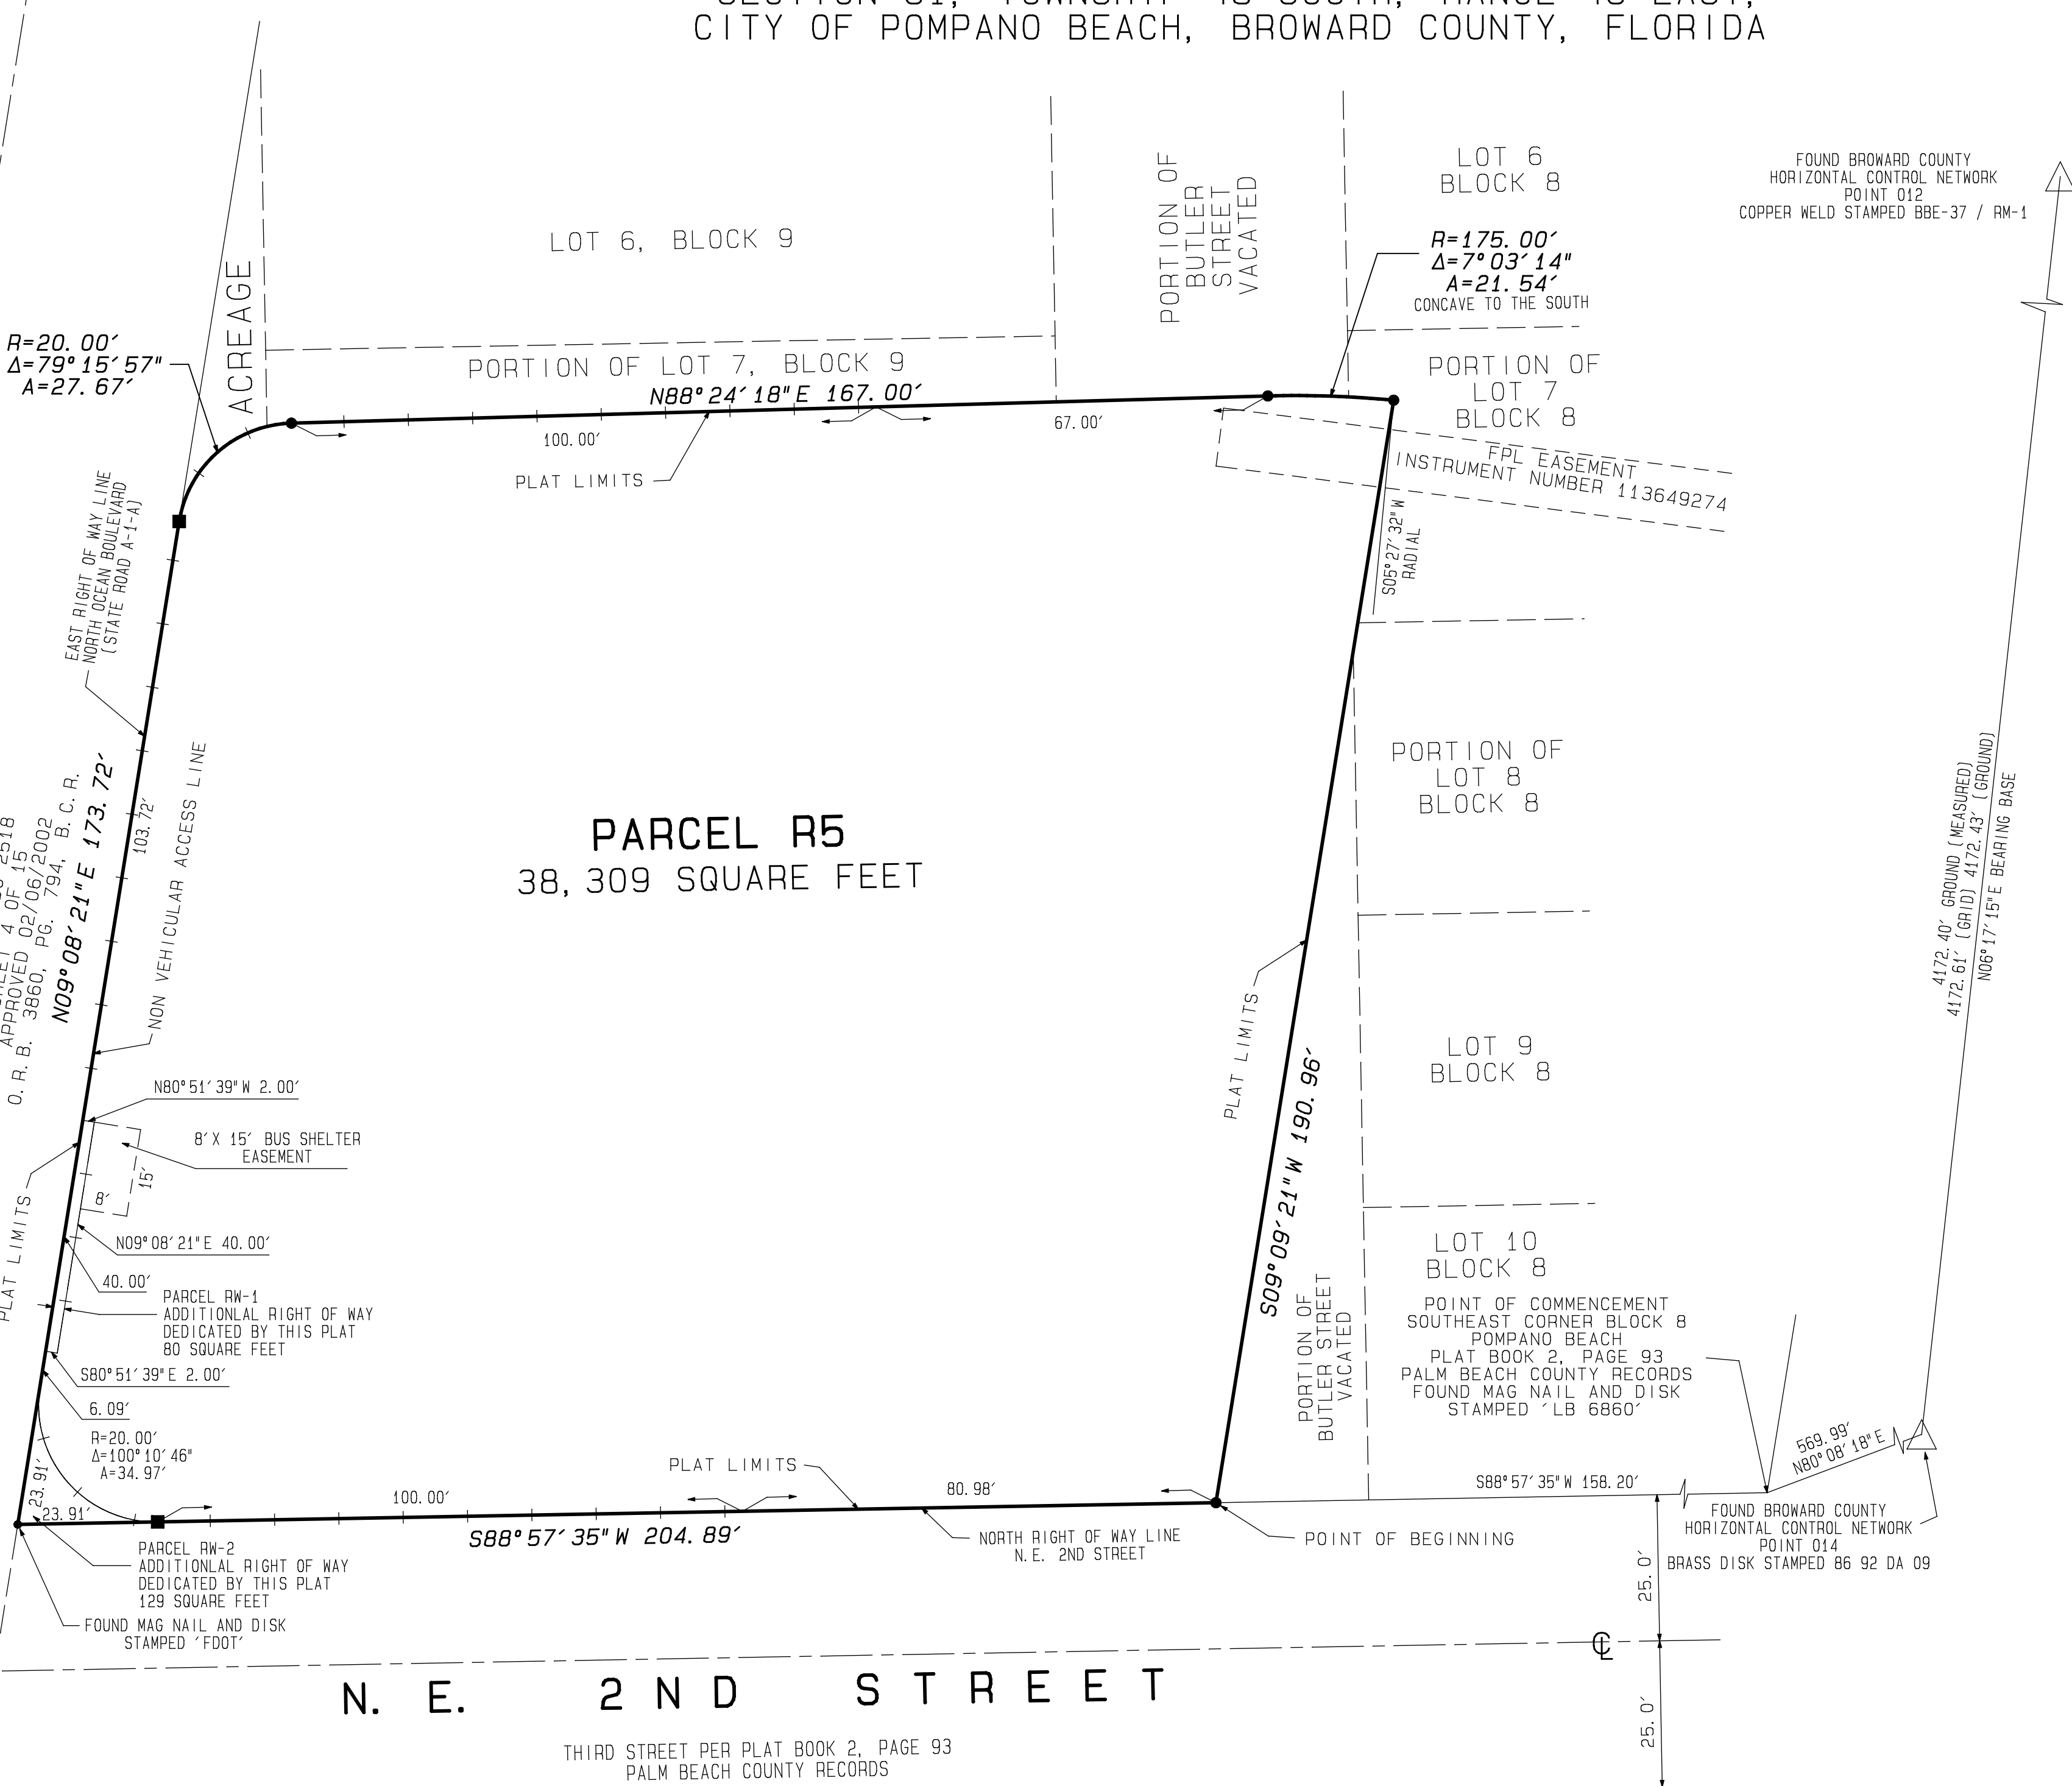 CITY OF POMPANO BEACH, BROWARD COUNTY, FLORIDA
FOUND BROWARD COUNTY
HORIZONTAL CONTROL NETWORK
POINT 012
COPPER WELD STAMPED BBE-37 / RM-1
LOT 6
BLOCK 8
PORTION OF
BUTLER
STREET
VACATED
LOT 6, BLOCK 9
ACREAGE
R=175.00'
Δ=7°03'14"
A=21.54'
CONCAVE TO THE SOUTH
R=20.00'
Δ=79°15'57"
A=27.67'
PORTION OF LOT 7, BLOCK 9
N88°24'18"E 167.00'
100.00'
67.00'
PLAT LIMITS
PORTION OF
LOT 7
BLOCK 8
FPL EASEMENT
INSTRUMENT NUMBER 113649274
S05°27'32"W
RADIAL
EAST RIGHT OF WAY LINE
NORTH OCEAN BOULEVARD
(STATE ROAD A-1-A)
2518
4 OF 15
APPROVED 02/06/2002
O.R.B. 3860, PG. 794, B.C.R.
N09°08'21"E 173.72'
103.72'
NON VEHICULAR ACCESS LINE
PARCEL R5
38,309 SQUARE FEET
PORTION OF
LOT 8
BLOCK 8
4172.40' GROUND (MEASURED)
4172.61' (GRID) 4172.43' (GROUND)
N06°17'15"E BEARING BASE
PLAT LIMITS
S09°09'21"W 190.96'
LOT 9
BLOCK 8
N80°51'39"W 2.00'
8'X 15' BUS SHELTER
EASEMENT
15'
8'
PLAT LIMITS
N09°08'21"E 40.00'
40.00'
PARCEL RW-1
ADDITIONLAL RIGHT OF WAY
DEDICATED BY THIS PLAT
80 SQUARE FEET
S80°51'39"E 2.00'
6.09'
R=20.00'
Δ=100°10'46"
A=34.97'
23.91'
23.91'
LOT 10
BLOCK 8
PORTION OF
BUTLER STREET
VACATED
POINT OF COMMENCEMENT
SOUTHEAST CORNER BLOCK 8
POMPANO BEACH
PLAT BOOK 2, PAGE 93
PALM BEACH COUNTY RECORDS
FOUND MAG NAIL AND DISK
STAMPED 'LB 6860'
569.99'
N80°08'18"E
PLAT LIMITS
100.00'
80.98'
S88°57'35"W 158.20'
S88°57'35"W 204.89'
NORTH RIGHT OF WAY LINE
N.E. 2ND STREET
POINT OF BEGINNING
FOUND BROWARD COUNTY
HORIZONTAL CONTROL NETWORK
POINT 014
BRASS DISK STAMPED 86 92 DA 09
PARCEL RW-2
ADDITIONLAL RIGHT OF WAY
DEDICATED BY THIS PLAT
129 SQUARE FEET
FOUND MAG NAIL AND DISK
STAMPED 'FDOT'
25.0'
25.0'
N.E. 2ND STREET
THIRD STREET PER PLAT BOOK 2, PAGE 93
PALM BEACH COUNTY RECORDS